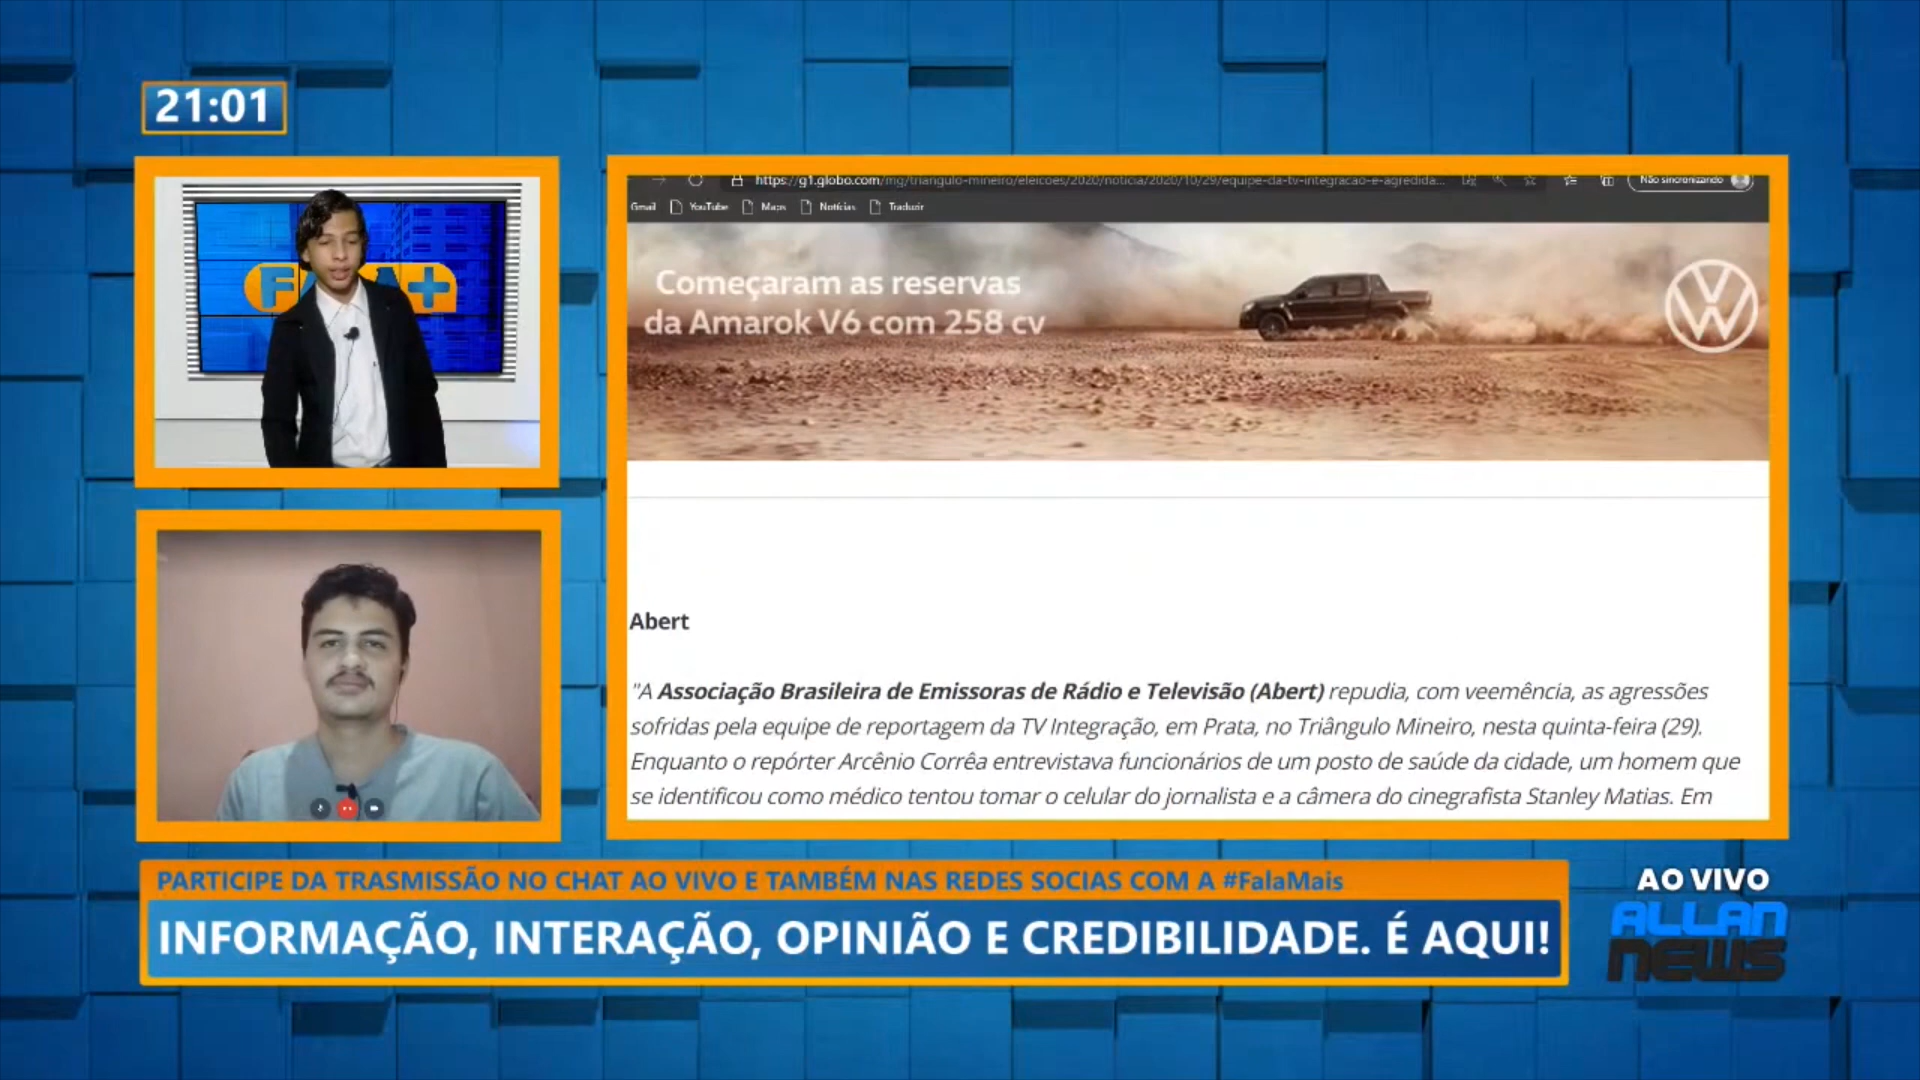 21:01
FALA+
https://g1.globo.com/mg/triangulo-mineiro/eleicoes/2020/noticia/2020/10/29/equipe-da-tv-integracao-e-agredida...
Não sincronizando
Gmail YouTube Maps Notícias Traduzir
Começaram as reservas
da Amarok V6 com 258 cv
Abert
"A Associação Brasileira de Emissoras de Rádio e Televisão (Abert) repudia, com veemência, as agressões
sofridas pela equipe de reportagem da TV Integração, em Prata, no Triângulo Mineiro, nesta quinta-feira (29).
Enquanto o repórter Arcênio Corrêa entrevistava funcionários de um posto de saúde da cidade, um homem que
se identificou como médico tentou tomar o celular do jornalista e a câmera do cinegrafista Stanley Matias. Em
PARTICIPE DA TRASMISSÃO NO CHAT AO VIVO E TAMBÉM NAS REDES SOCIAS COM A #FalaMais
INFORMAÇÃO, INTERAÇÃO, OPINIÃO E CREDIBILIDADE. É AQUI!
AO VIVO
ALLAN
NEWS